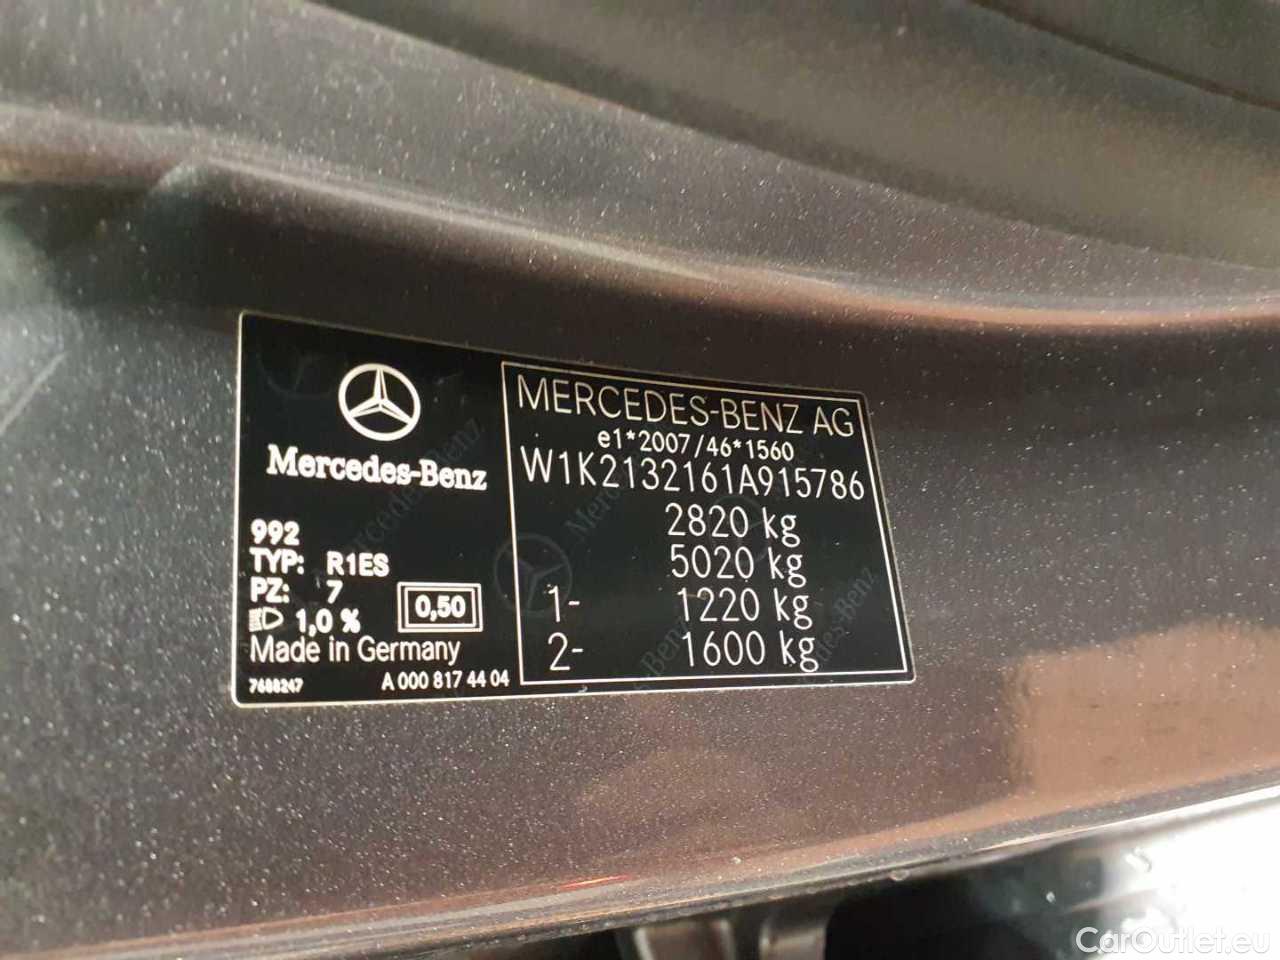 Mercedes-Benz
992
TYP: R1ES
PZ: 7
1,0 % 0,50
Made in Germany
7688247 A 000 817 44 04
MERCEDES-BENZ AG
e1*2007/46*1560
W1K2132161A915786
2820 kg
5020 kg
1- 1220 kg
2- 1600 kg
CarOutlet.eu